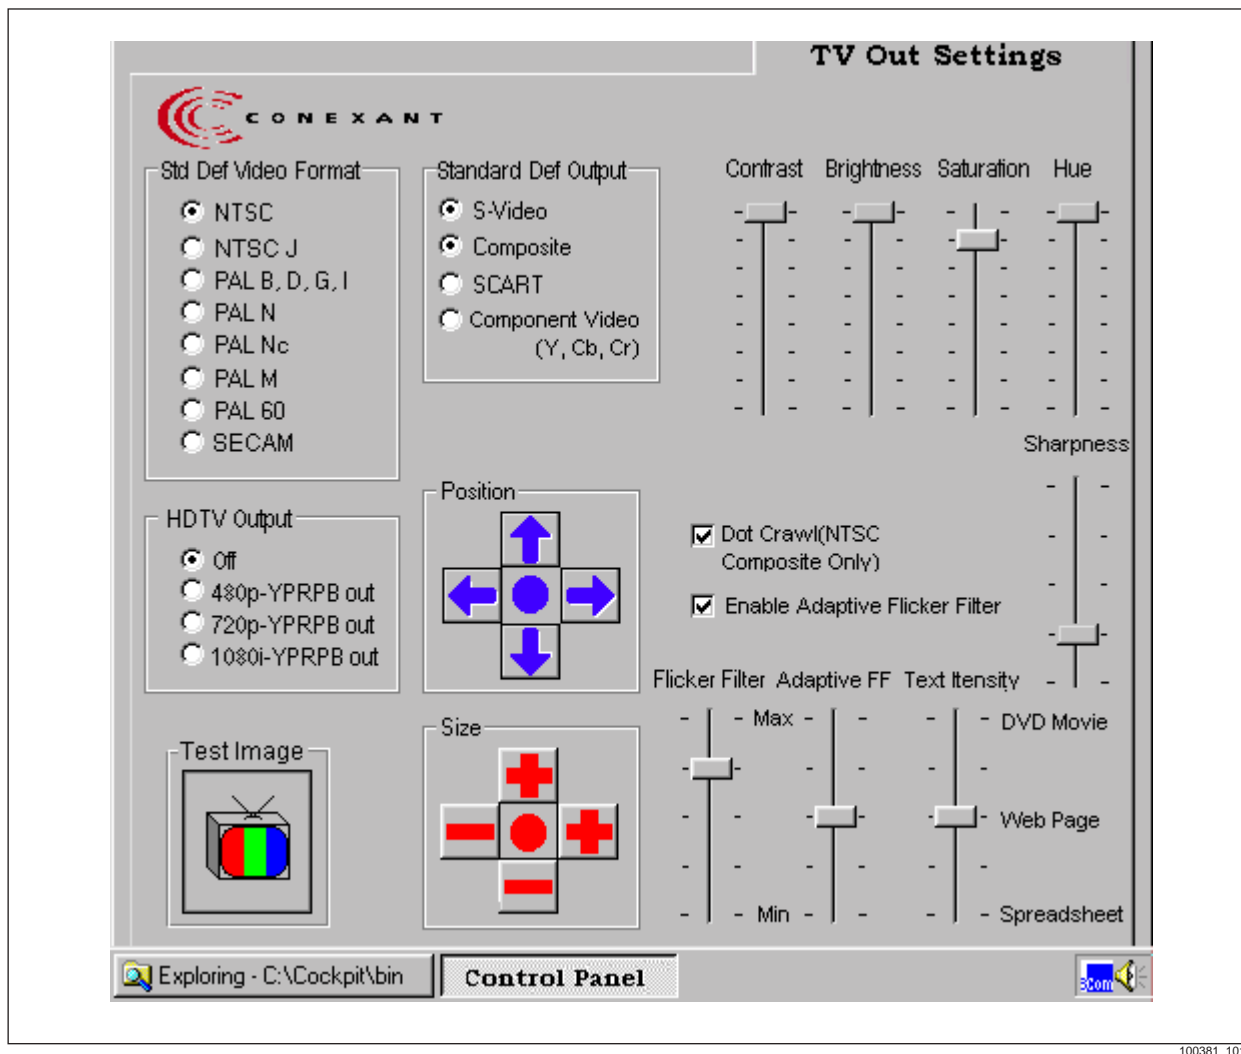 TV Out Settings
CONEXANT
Std Def Video Format
NTSC
NTSC J
PAL B, D, G, I
PAL N
PAL Nc
PAL M
PAL 60
SECAM
Standard Def Output
S-Video
Composite
SCART
Component Video
(Y, Cb, Cr)
Contrast Brightness Saturation Hue
Sharpness
HDTV Output
Off
480p-YPRPB out
720p-YPRPB out
1080i-YPRPB out
Position
Dot Crawl(NTSC
Composite Only)
Enable Adaptive Flicker Filter
Flicker Filter Adaptive FF Text Itensity
Max
DVD Movie
Web Page
Min
Spreadsheet
Test Image
Size
Exploring - C:\Cockpit\bin
Control Panel
3Com